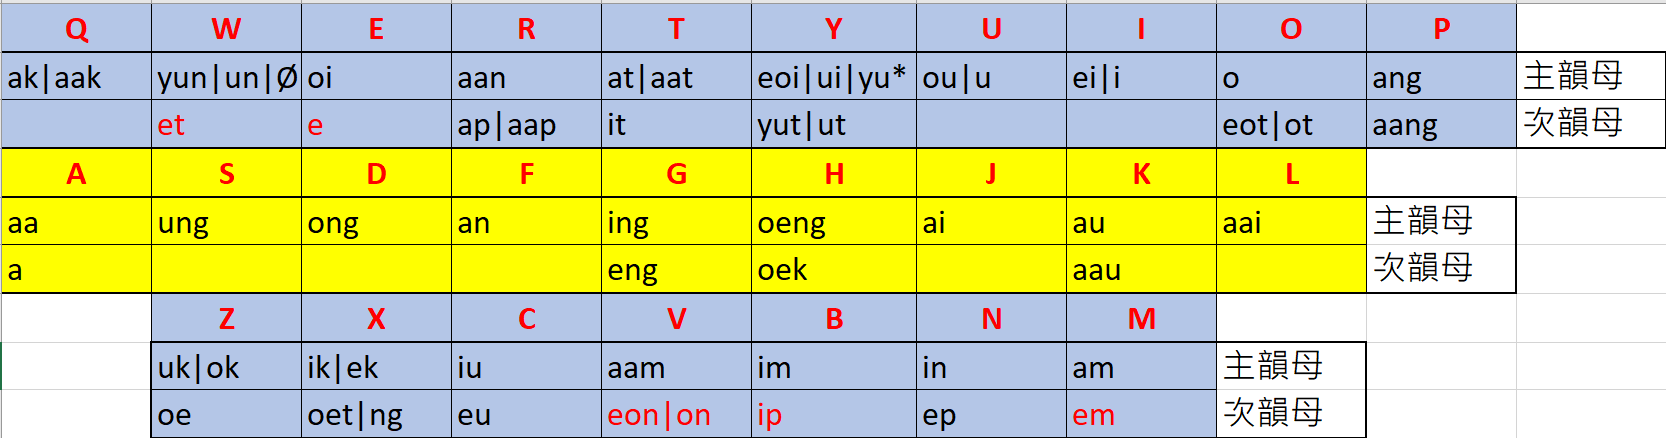 Q W E R T Y U I O P
ak|aak yun|un|Ø oi aan at|aat eoi|ui|yu* ou|u ei|i o ang 主韻母
et e ap|aap it yut|ut eot|ot aang 次韻母
A S D F G H J K L
aa ung ong an ing oeng ai au aai 主韻母
a eng oek aau 次韻母
Z X C V B N M
uk|ok ik|ek iu aam im in am 主韻母
oe oet|ng eu eon|on ip ep em 次韻母